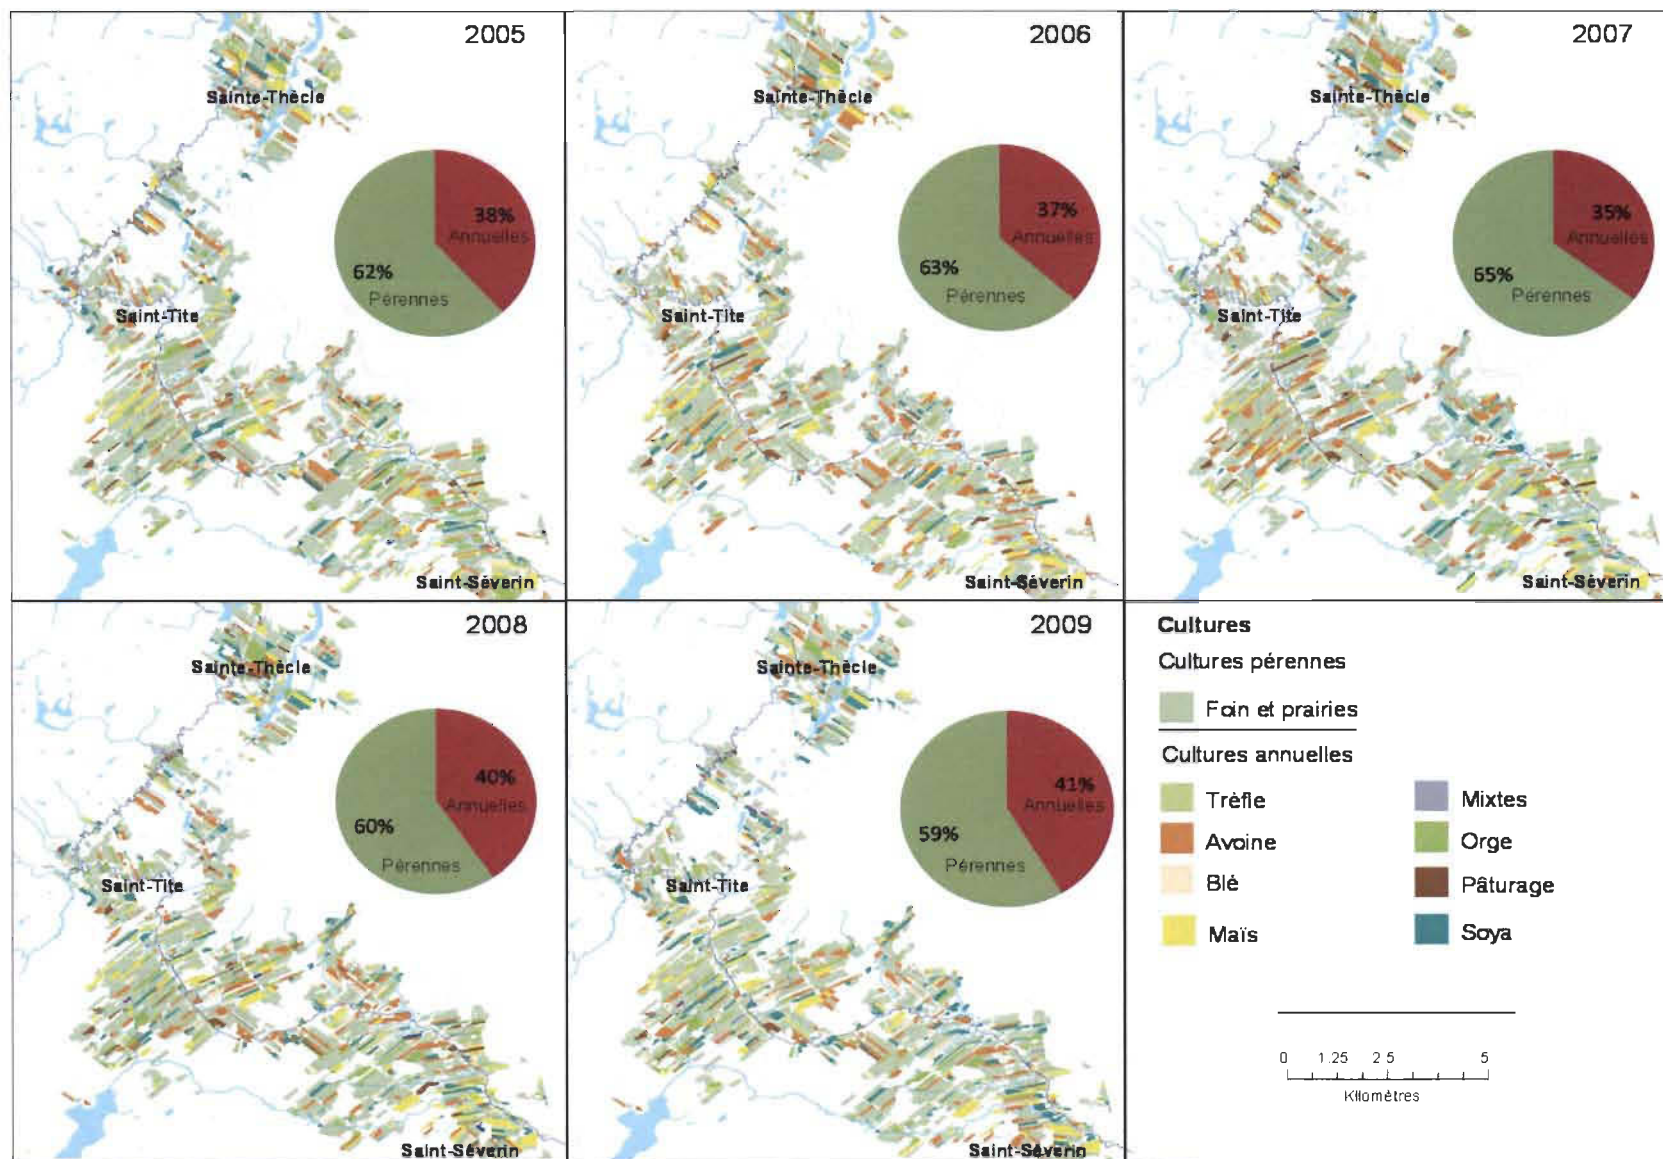 2005
Sainte-Thècle
38%
Annuelles
62%
Pérennes
Saint-Tite
Saint-Séverin
2006
Sainte-Thècle
37%
Annuelles
63%
Pérennes
Saint-Tite
Saint-Séverin
2007
Sainte-Thècle
35%
Annuelles
65%
Pérennes
Saint-Tite
Saint-Séverin
2008
Sainte-Thècle
40%
Annuelles
60%
Pérennes
Saint-Tite
Saint-Séverin
2009
Sainte-Thècle
41%
Annuelles
59%
Pérennes
Saint-Tite
Saint-Séverin
Cultures
Cultures pérennes
Foin et prairies
Cultures annuelles
Trèfle
Avoine
Blé
Maïs
Mixtes
Orge
Pâturage
Soya
0 1.25 2.5 5
Kilomètres